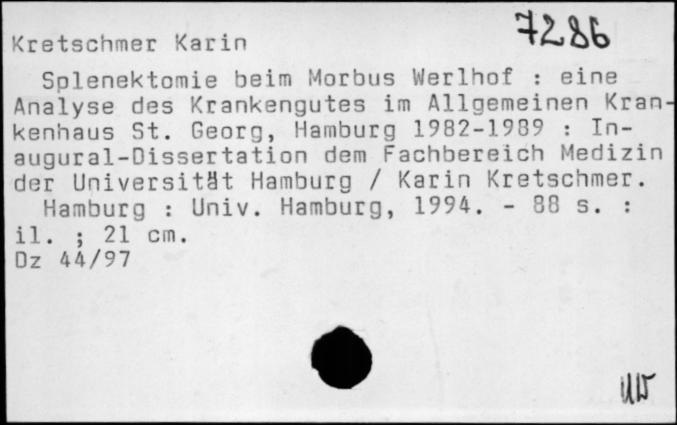 7286
Kretschmer Karin
Splenektomie beim Morbus Werlhof : eine
Analyse des Krankengutes im Allgemeinen Kran-
kenhaus St. Georg, Hamburg 1982-1989 : In-
augural-Dissertation dem Fachbereich Medizin
der Universität Hamburg / Karin Kretschmer.
Hamburg : Univ. Hamburg, 1994. - 88 s. :
il. ; 21 cm.
Dz 44/97